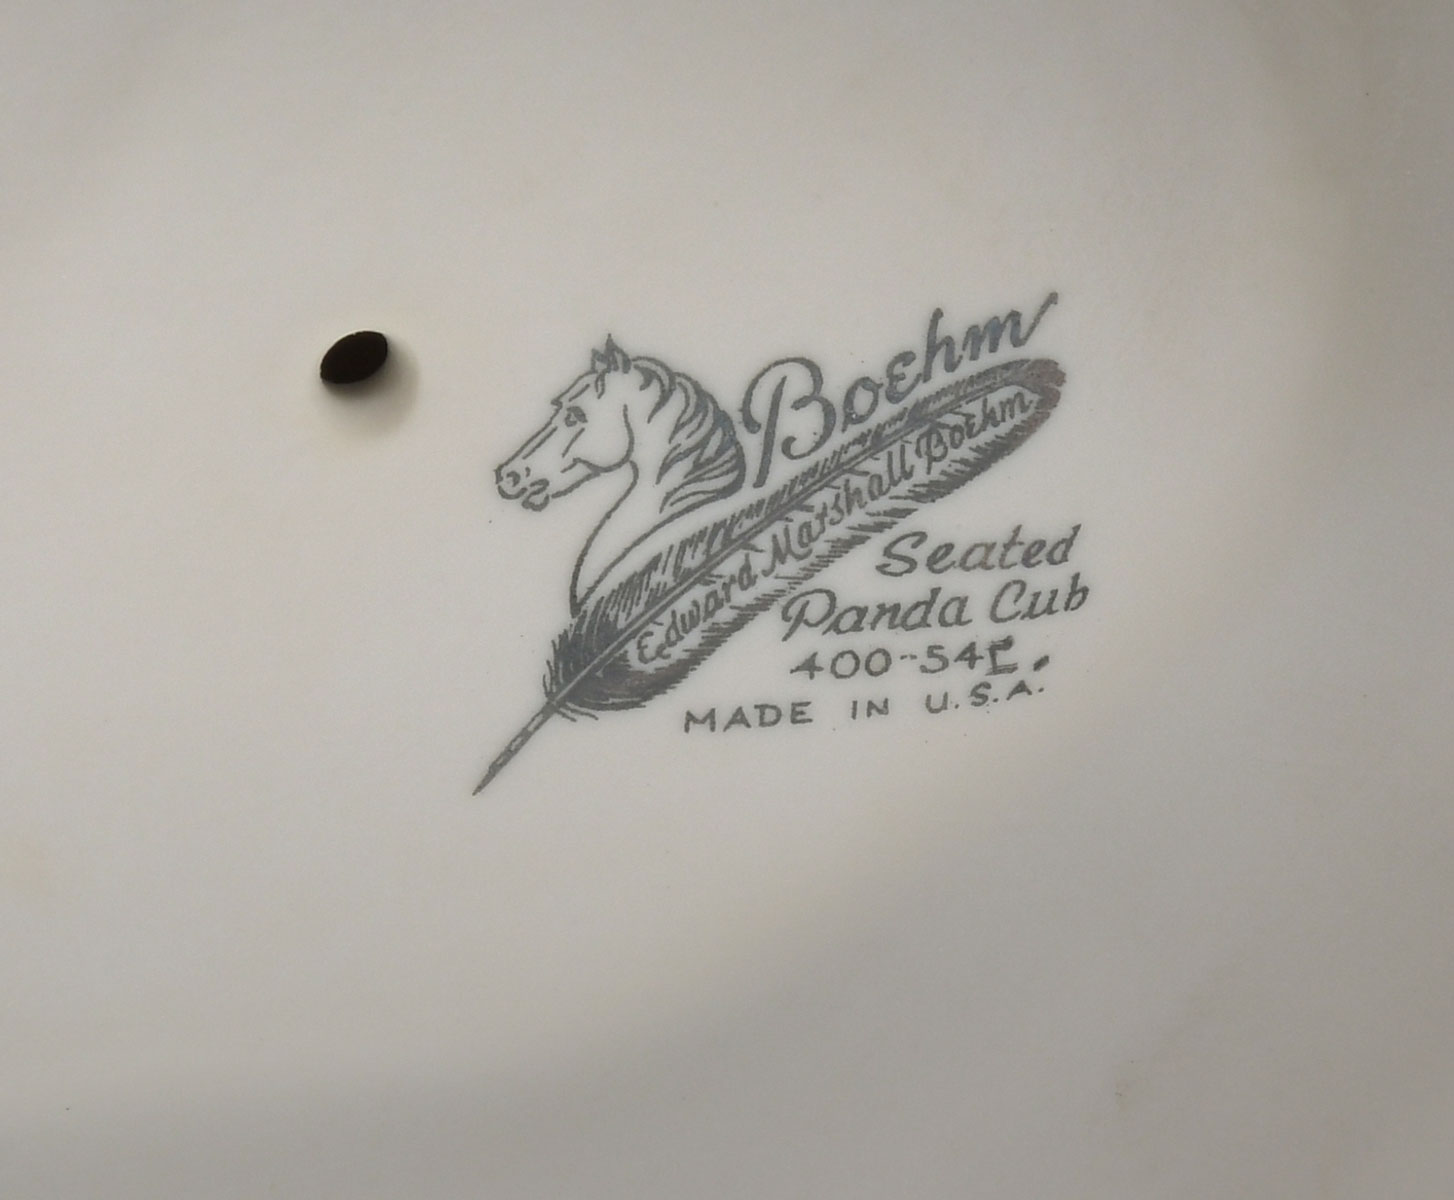 Boehm
Edward Marshall Boehm
Seated
Panda Cub
400-54
MADE IN U.S.A.